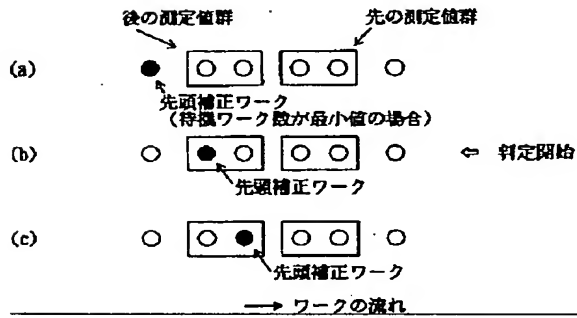 後の測定値群 先の測定値群
(a)
先頭補正ワーク
(待機ワーク数が最小値の場合)
(b) ⇦ 判定開始
先頭補正ワーク
(c)
先頭補正ワーク
→ ワークの流れ